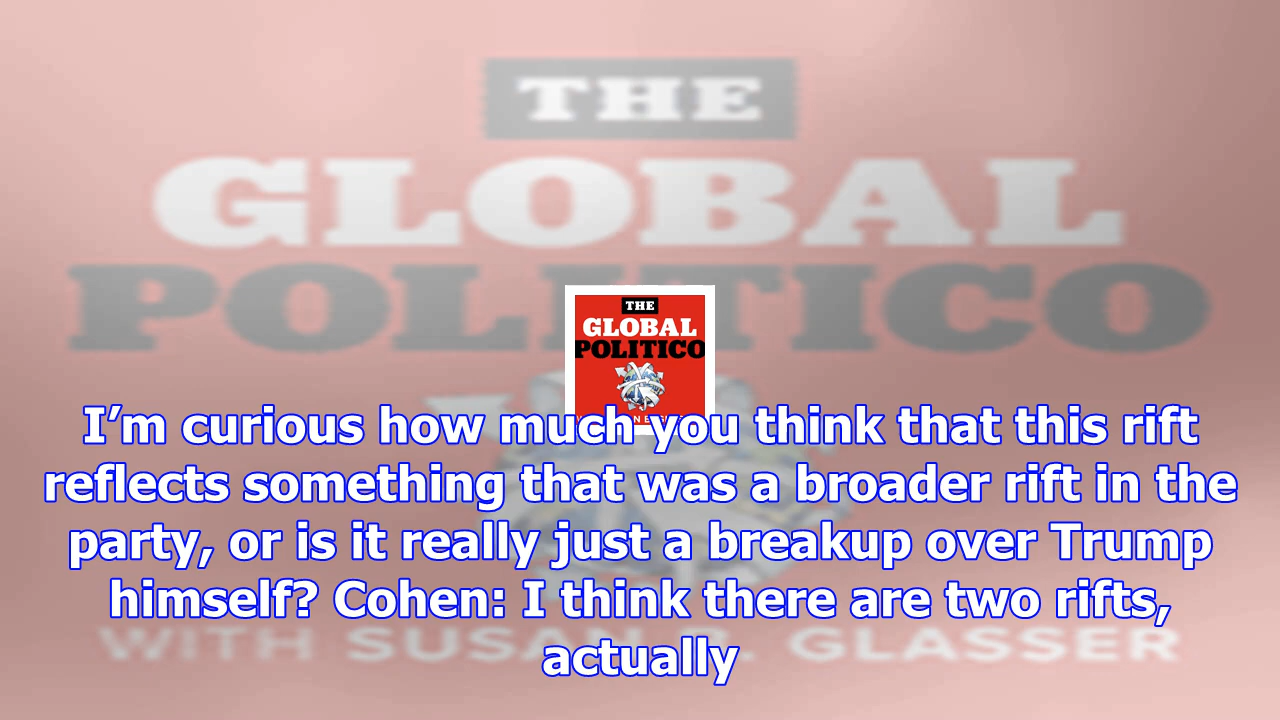 THE
GLOBAL
POLITICO
THE
GLOBAL
POLITICO
I’m curious how much you think that this rift
reflects something that was a broader rift in the
party, or is it really just a breakup over Trump
himself? Cohen: I think there are two rifts,
actually
WITH SUSAN B. GLASSER